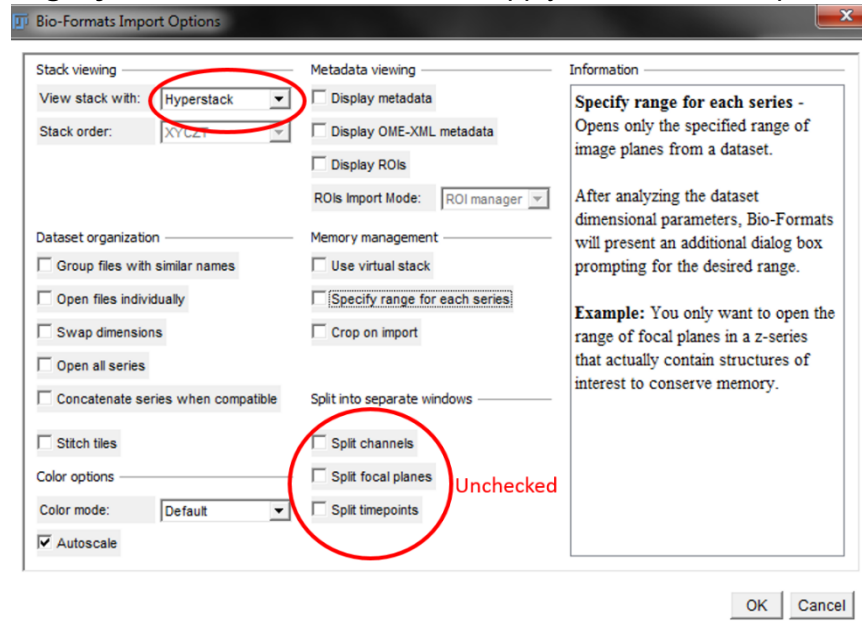 Bio-Formats Import Options
Stack viewing
View stack with: Hyperstack
Stack order: XYCZT
Metadata viewing
Display metadata
Display OME-XML metadata
Display ROIs
ROIs Import Mode: ROI manager
Dataset organization
Group files with similar names
Open files individually
Swap dimensions
Open all series
Concatenate series when compatible
Stitch tiles
Memory management
Use virtual stack
Specify range for each series
Crop on import
Split into separate windows
Split channels
Split focal planes
Split timepoints
Unchecked
Color options
Color mode: Default
Autoscale
Information
Specify range for each series -
Opens only the specified range of
image planes from a dataset.
After analyzing the dataset
dimensional parameters, Bio-Formats
will present an additional dialog box
prompting for the desired range.
Example: You only want to open the
range of focal planes in a z-series
that actually contain structures of
interest to conserve memory.
OK Cancel